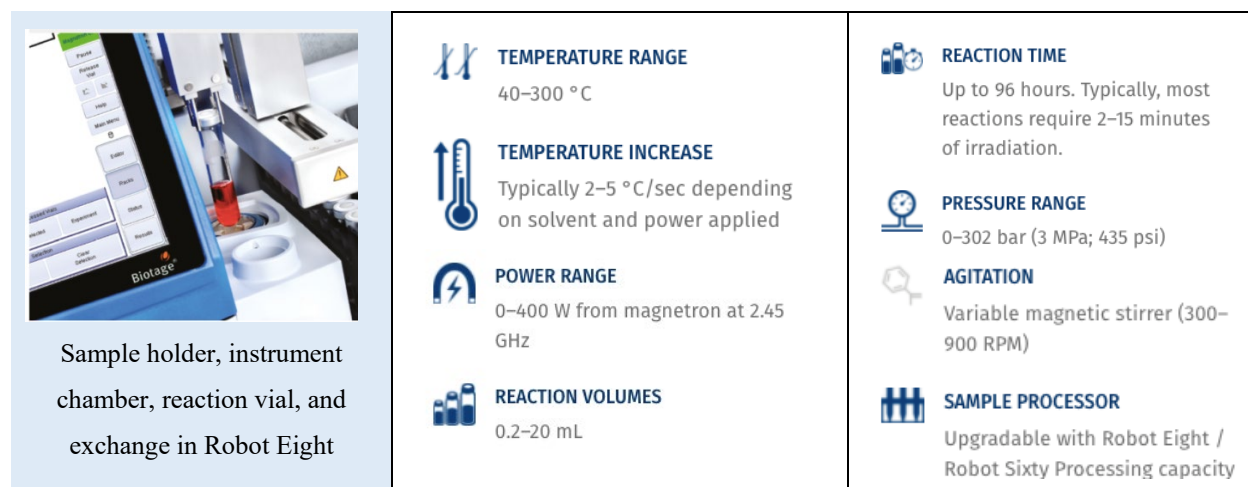 Pause
Release
Vial
Help
Main Menu
Editor
Status
Results
Experiment
Clear
Selection
Biotage®
Sample holder, instrument
chamber, reaction vial, and
exchange in Robot Eight
TEMPERATURE RANGE
40–300 °C
TEMPERATURE INCREASE
Typically 2–5 °C/sec depending
on solvent and power applied
POWER RANGE
0–400 W from magnetron at 2.45
GHz
REACTION VOLUMES
0.2–20 mL
REACTION TIME
Up to 96 hours. Typically, most
reactions require 2–15 minutes
of irradiation.
PRESSURE RANGE
0–302 bar (3 MPa; 435 psi)
AGITATION
Variable magnetic stirrer (300–
900 RPM)
SAMPLE PROCESSOR
Upgradable with Robot Eight /
Robot Sixty Processing capacity